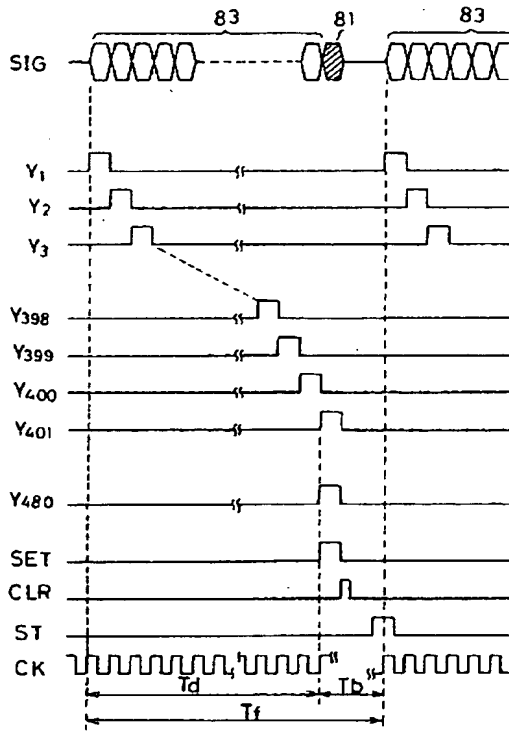 83 81 83
SIG
Y1
Y2
Y3
Y398
Y399
Y400
Y401
Y480
SET
CLR
ST
CK
Td Tb
Tf